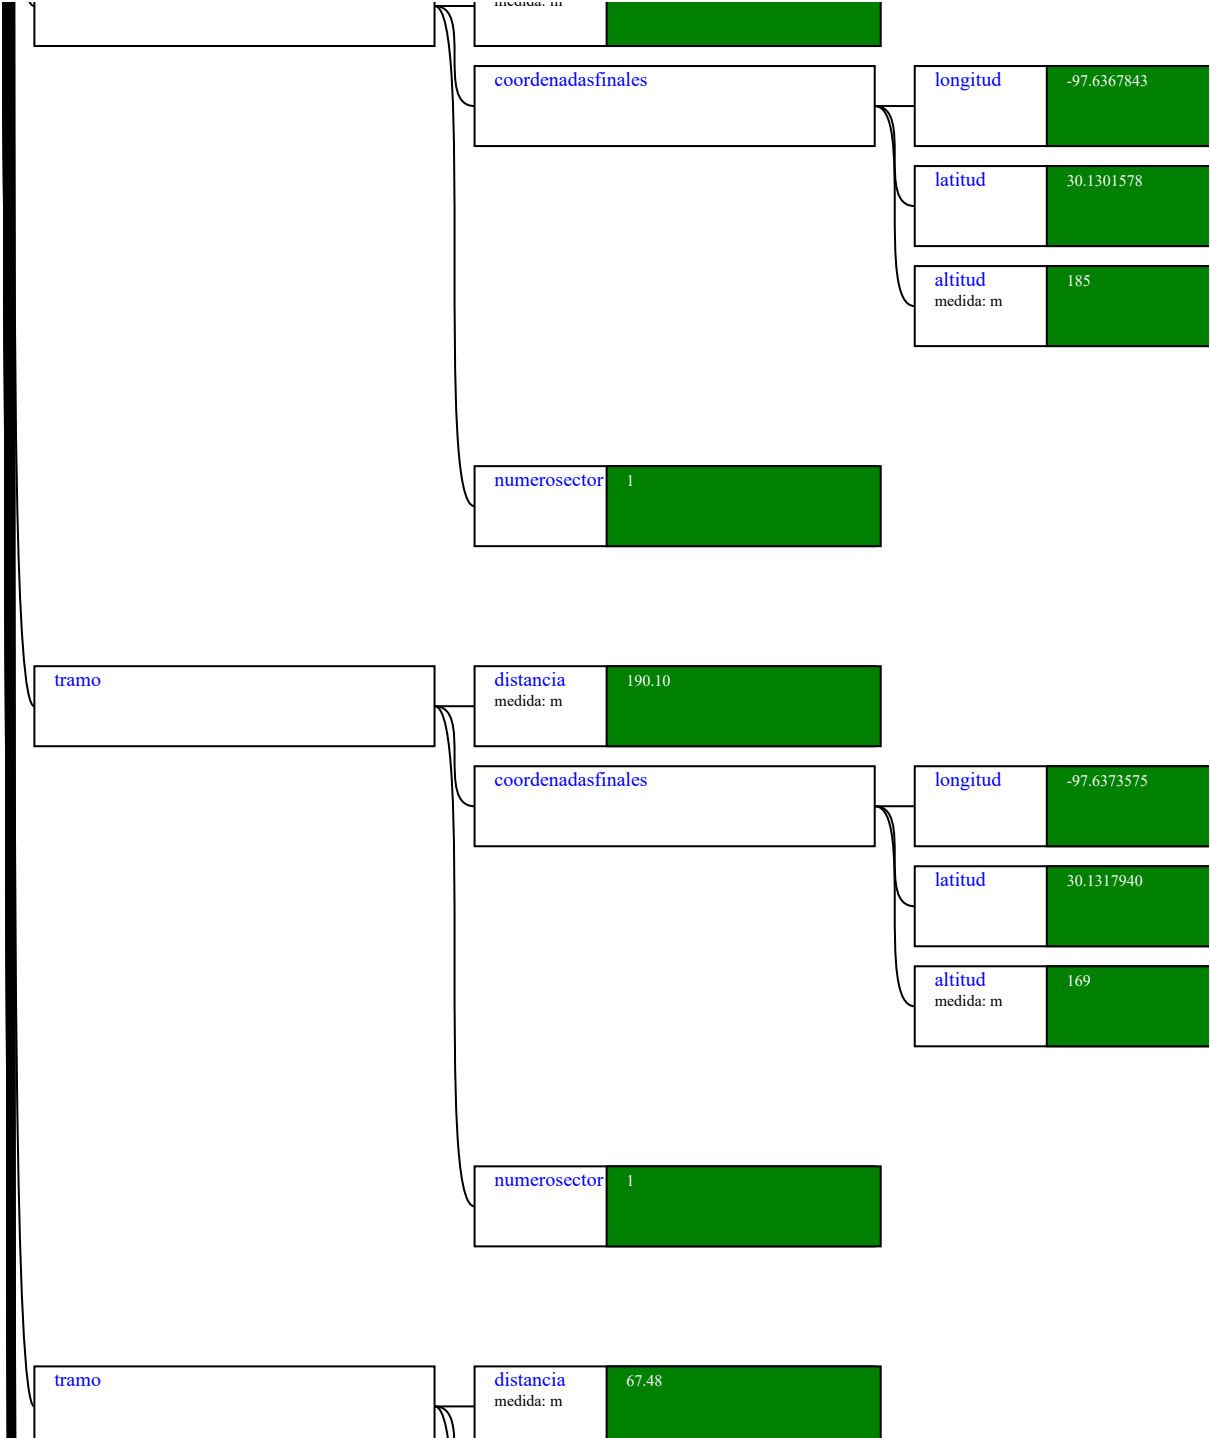 medida: m
coordenadasfinales
longitud
-97.6367843
latitud
30.1301578
altitud
185
medida: m
numerosector
1
tramo
distancia
190.10
medida: m
coordenadasfinales
longitud
-97.6373575
latitud
30.1317940
altitud
169
medida: m
numerosector
1
tramo
distancia
67.48
medida: m